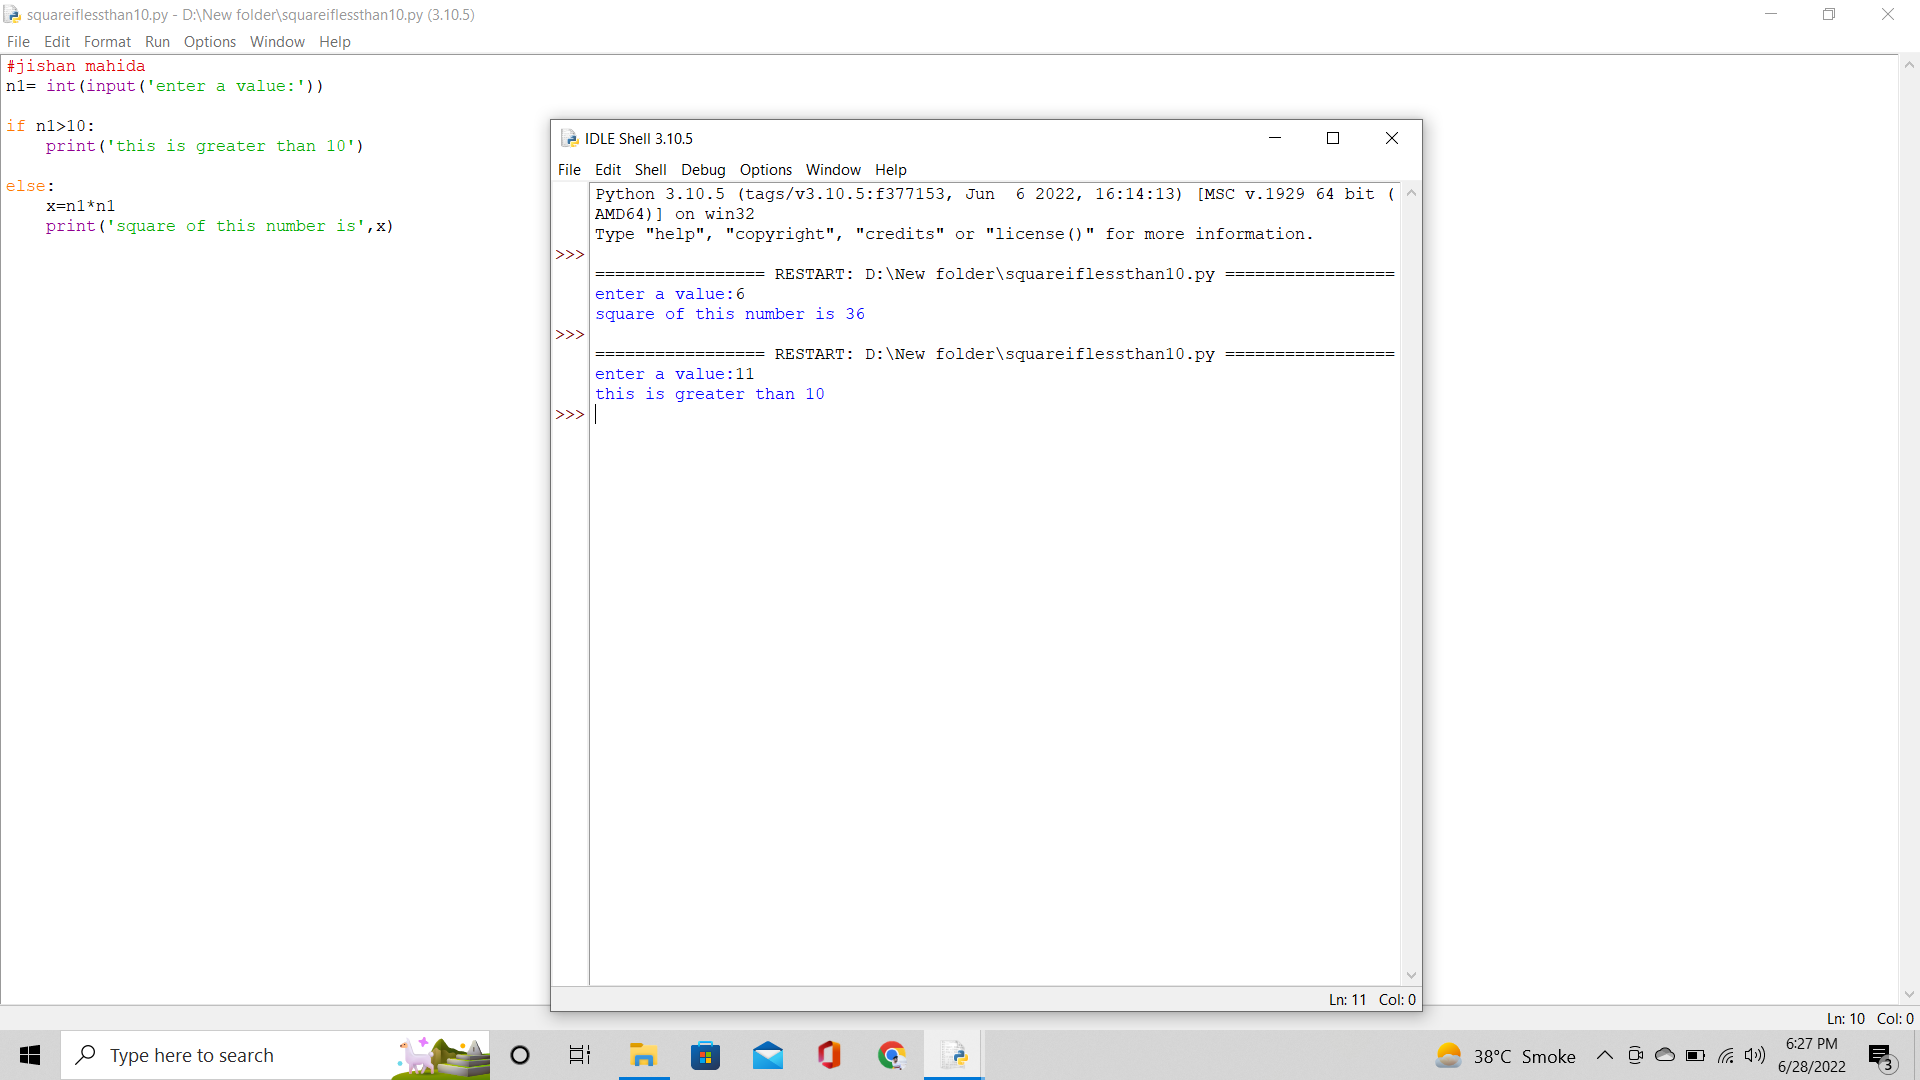 squareiflessthan10.py - D:\New folder\squareiflessthan10.py (3.10.5)
File Edit Format Run Options Window Help
#jishan mahida
n1= int(input('enter a value:'))
if n1>10:
    print('this is greater than 10')
else:
    x=n1*n1
    print('square of this number is',x)
IDLE Shell 3.10.5
File Edit Shell Debug Options Window Help
Python 3.10.5 (tags/v3.10.5:f377153, Jun  6 2022, 16:14:13) [MSC v.1929 64 bit (
AMD64)] on win32
Type "help", "copyright", "credits" or "license()" for more information.
>>>
================= RESTART: D:\New folder\squareiflessthan10.py =================
enter a value:6
square of this number is 36
>>>
================= RESTART: D:\New folder\squareiflessthan10.py =================
enter a value:11
this is greater than 10
>>>
Ln: 11 Col: 0
Ln: 10 Col: 0
Type here to search
38°C Smoke
6:27 PM
6/28/2022
3